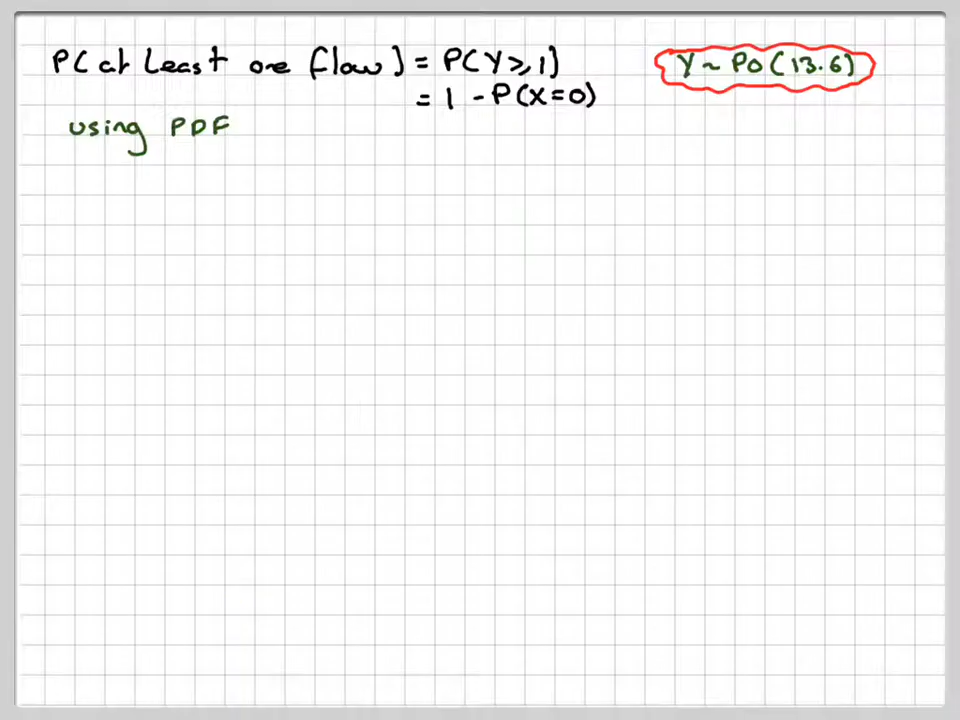 P( at least one flaw ) = P(Y⩾1)
Y ~ Po(13.6)
= 1 - P(X=0)
using PDF